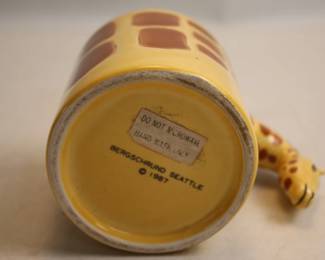 DO NOT MICROWAVE
HAND WASH ONLY
BERGSCHRUND SEATTLE
© 1987